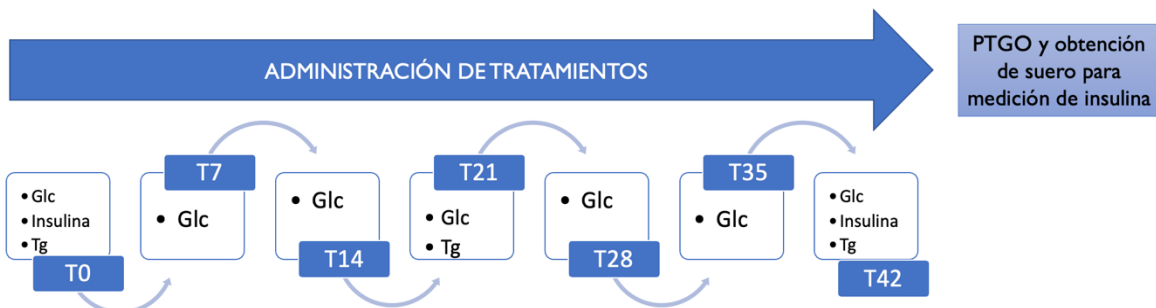 ADMINISTRACIÓN DE TRATAMIENTOS
PTGO y obtención
de suero para
medición de insulina
• Glc
• Insulina
• Tg
T0
T7
• Glc
• Glc
T14
T21
• Glc
• Tg
• Glc
T28
T35
• Glc
• Glc
• Insulina
• Tg
T42